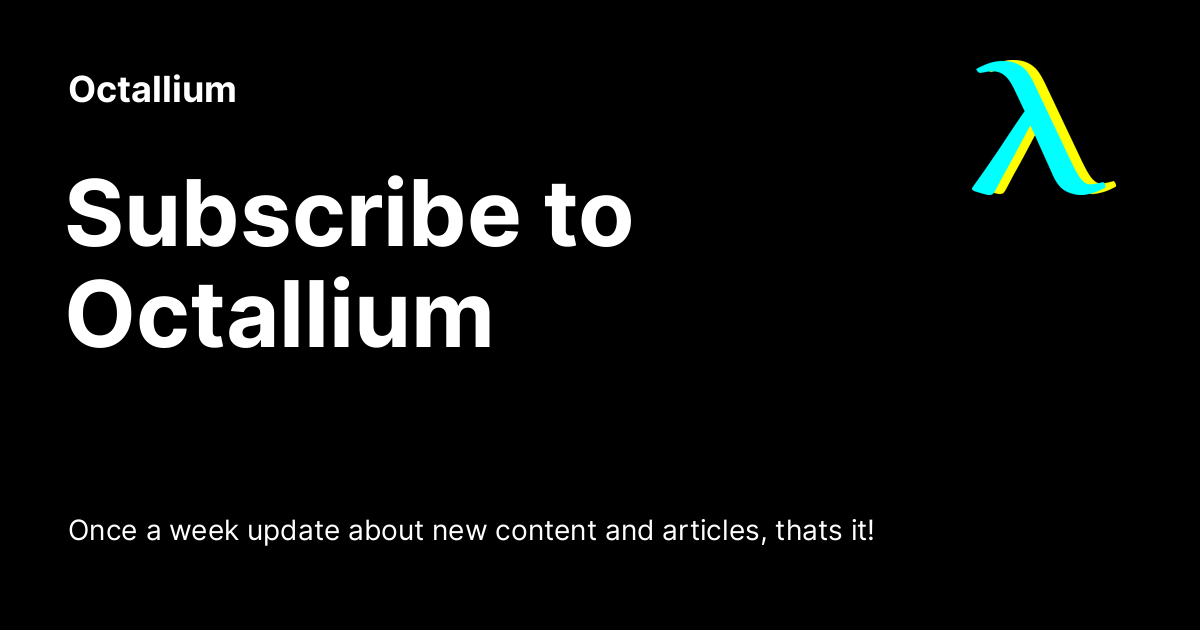 Octallium
λ
Subscribe to
Octallium
Once a week update about new content and articles, thats it!